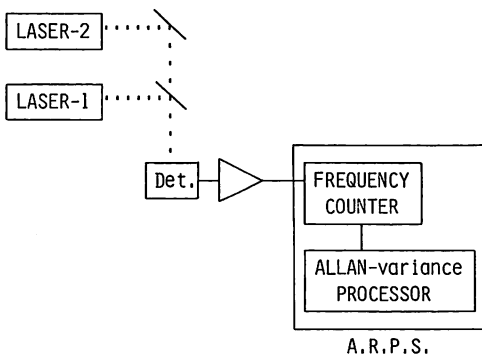 LASER-2
LASER-1
Det.
FREQUENCY
COUNTER
ALLAN-variance
PROCESSOR
A.R.P.S.